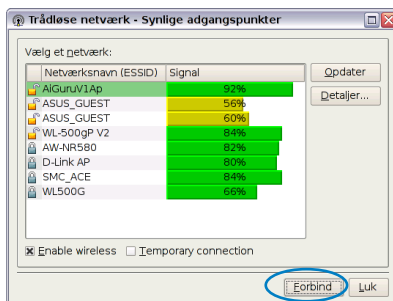 Trådløse netværk - Synlige adgangspunkter
Vælg et netværk:
Netværksnavn (ESSID) Signal
AiGuruV1Ap 92%
ASUS_GUEST 56%
ASUS_GUEST 60%
WL-500gP V2 84%
AW-NR580 82%
D-Link AP 80%
SMC_ACE 84%
WL500G 66%
Opdater
Detaljer...
Enable wireless Temporary connection
Forbind Luk